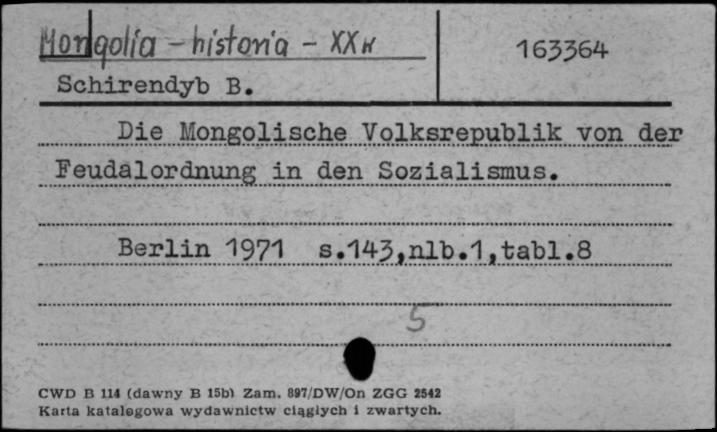 Mongolia - historia - XX w
163364
Schirendyb B.
Die Mongolische Volksrepublik von der
Feudalordnung in den Sozialismus.
Berlin 1971 s.143,nlb.1,tabl.8
5
CWD B 114 (dawny B 15b) Zam. 897/DW/On ZGG 2542
Karta katalogowa wydawnictw ciągłych i zwartych.